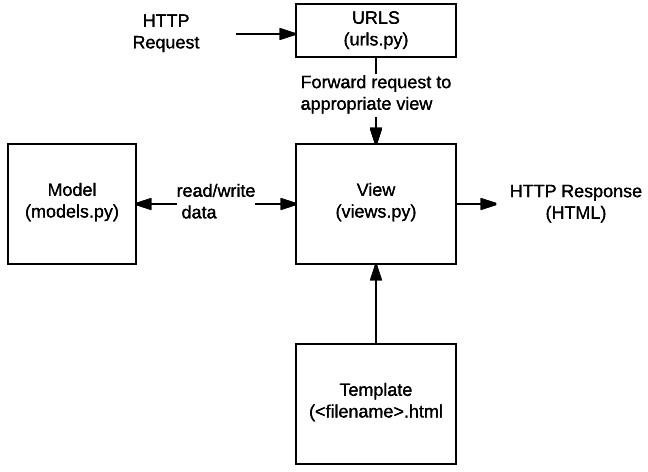 HTTP
Request
URLS
(urls.py)
Forward request to
appropriate view
Model
(models.py)
read/write
data
View
(views.py)
HTTP Response
(HTML)
Template
(<filename>.html